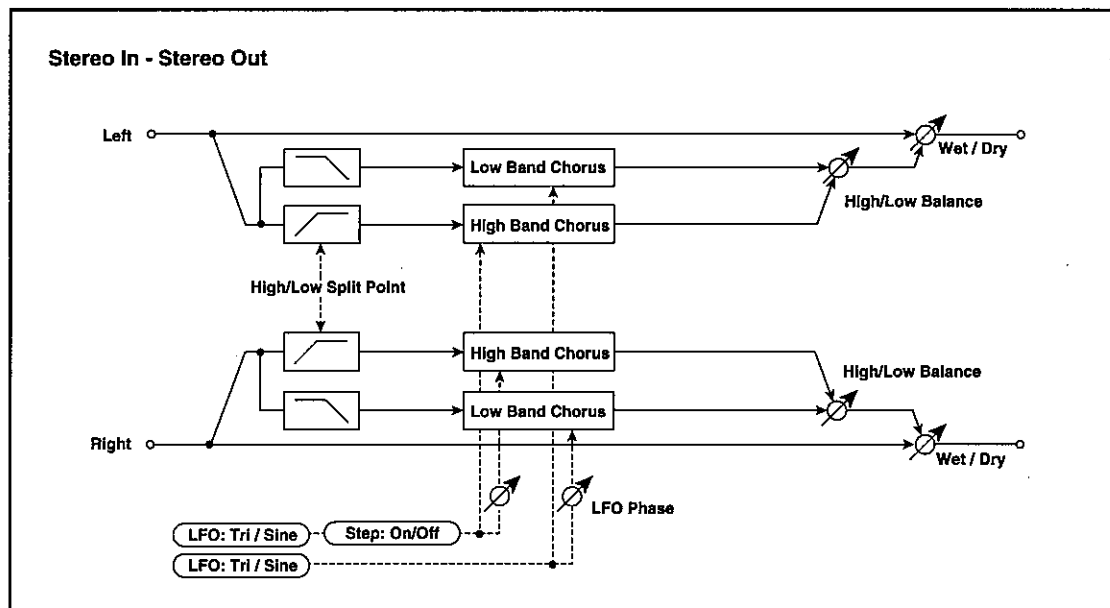 Stereo In - Stereo Out
Left
Wet / Dry
Low Band Chorus
High/Low Balance
High Band Chorus
High/Low Split Point
High Band Chorus
High/Low Balance
Low Band Chorus
Right
Wet / Dry
LFO Phase
LFO: Tri / Sine
Step: On/Off
LFO: Tri / Sine